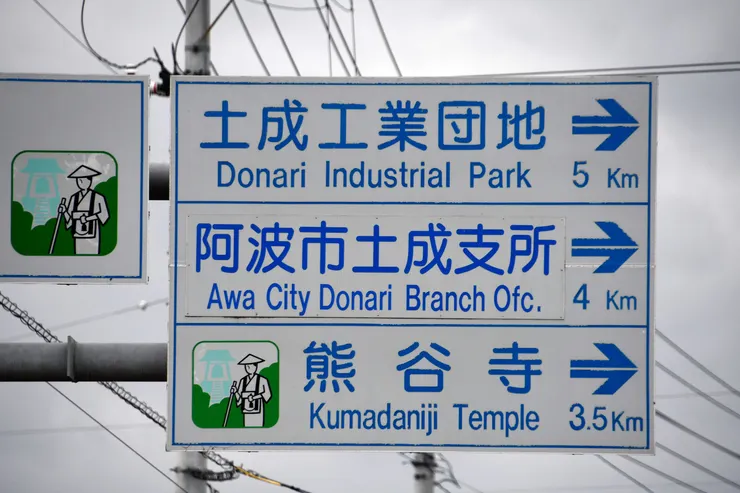 土成工業団地
Donari Industrial Park 5 Km
阿波市土成支所
Awa City Donari Branch Ofc. 4 Km
熊谷寺
Kumadaniji Temple 3.5Km